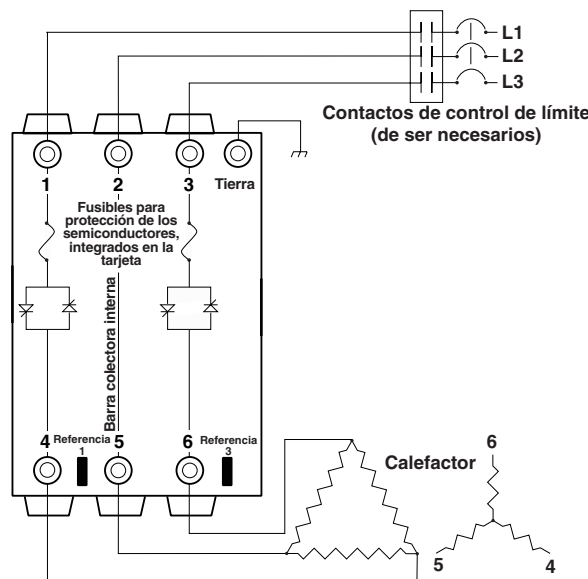 L1
L2
L3
Contactos de control de límite
(de ser necesarios)
1
2
3
Tierra
Fusibles para
protección de los
semiconductores,
integrados en la
tarjeta
Barra colectora interna
4
Referencia
1
5
6
Referencia
3
Calefactor
6
5
4